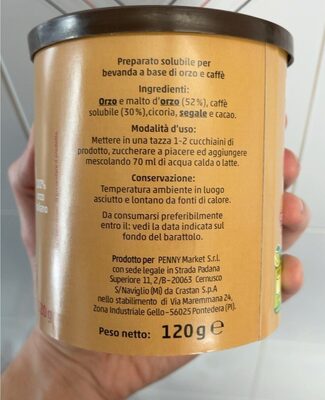 Preparato solubile per
bevanda a base di orzo e caffè
Ingredienti:
Orzo e malto d'orzo (52%), caffè
solubile (30%),cicoria, segale e cacao.
Modalità d'uso:
Mettere in una tazza 1-2 cucchiaini di
prodotto, zuccherare a piacere ed aggiungere
mescolando 70 ml di acqua calda o latte.
Conservazione:
Temperatura ambiente in luogo
asciutto e lontano da fonti di calore.
Da consumarsi preferibilmente
entro il: vedi la data indicata sul
fondo del barattolo.
Prodotto per PENNY Market S.r.l.
con sede legale in Strada Padana
Superiore 11, 2/B-20063 Cernusco
S/Naviglio (Mi) da Crastan S.p.A
nello stabilimento di Via Maremmana 24,
Zona Industriale Gello-56025 Pontedera (PI).
Peso netto: 120g e